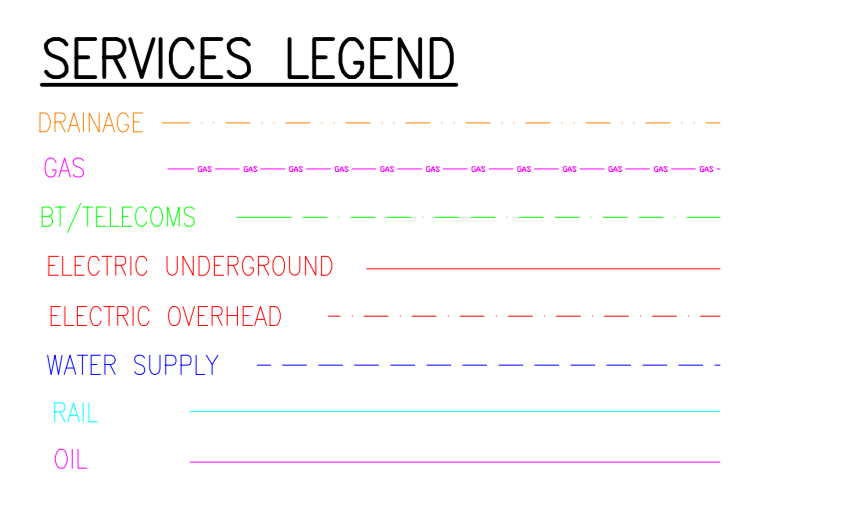 SERVICES LEGEND
DRAINAGE
GAS GAS GAS GAS GAS GAS GAS GAS GAS GAS GAS GAS GAS
BT/TELECOMS
ELECTRIC UNDERGROUND
ELECTRIC OVERHEAD
WATER SUPPLY
RAIL
OIL